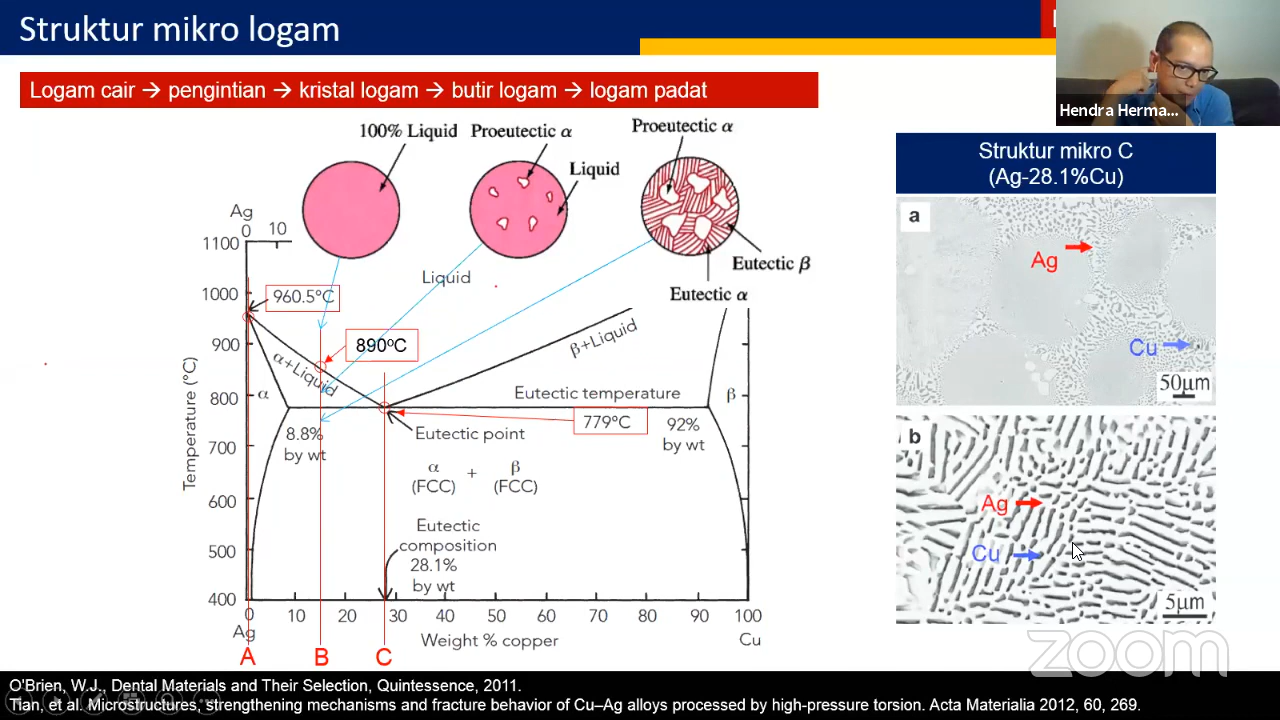 Struktur mikro logam
Logam cair → pengintian → kristal logam → butir logam → logam padat
Hendra Herma...
100% Liquid
Proeutectic α
Liquid
Proeutectic α
Eutectic β
Eutectic α
Ag
0 10
1100
1000
900
800
700
600
500
400
Temperature (°C)
960.5°C
Liquid
890ºC
α+Liquid
β+Liquid
α
β
Eutectic temperature
8.8%
by wt
Eutectic point
779°C
92%
by wt
α
(FCC)
+
β
(FCC)
Eutectic
composition
28.1%
by wt
0 10 20 30 40 50 60 70 80 90 100
Ag
Weight % copper
Cu
A B C
Struktur mikro C
(Ag-28.1%Cu)
a
Ag
Cu
50μm
b
Ag
Cu
5μm
zoom
O'Brien, W.J., Dental Materials and Their Selection, Quintessence, 2011.
Tian, et al. Microstructures, strengthening mechanisms and fracture behavior of Cu–Ag alloys processed by high-pressure torsion. Acta Materialia 2012, 60, 269.